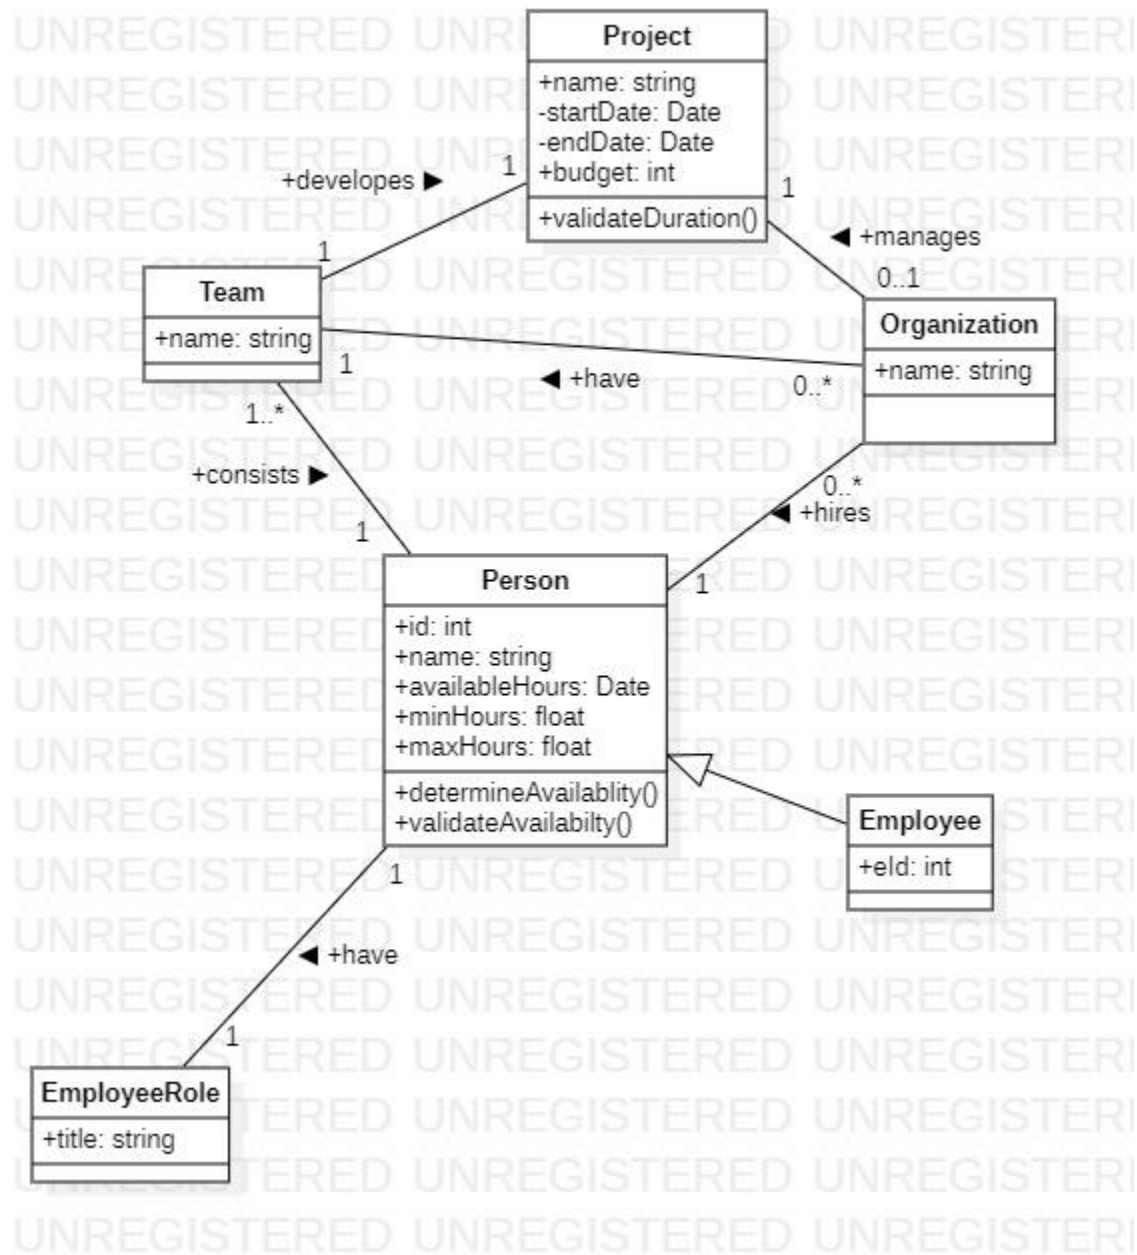 Project
+name: string
-startDate: Date
-endDate: Date
+budget: int
+validateDuration()
+developes ►
1
1
1
◄ +manages
0..1
Team
+name: string
Organization
+name: string
1
◄ +have
0..*
1..*
+consists ►
1
0..*
◄ +hires
1
Person
+id: int
+name: string
+availableHours: Date
+minHours: float
+maxHours: float
+determineAvailablity()
+validateAvailabilty()
Employee
+eId: int
1
◄ +have
1
EmployeeRole
+title: string
UNREGISTERED